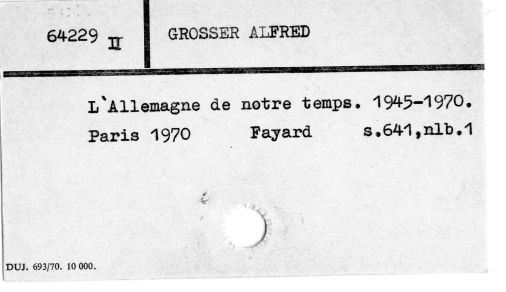 64229 II GROSSER ALFRED
L`Allemagne de notre temps. 1945-1970.
Paris 1970 Fayard s.641,nlb.1
DUJ. 693/70. 10 000.